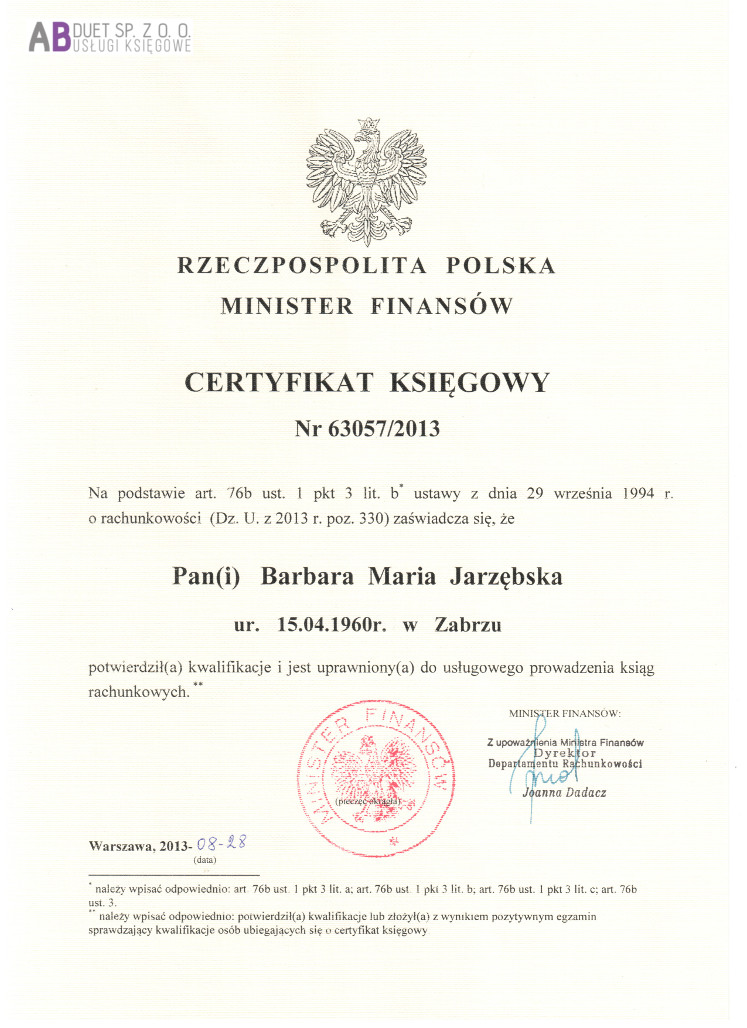 AB DUET SP. Z O. O.
USŁUGI KSIĘGOWE
RZECZPOSPOLITA POLSKA
MINISTER FINANSÓW
CERTYFIKAT KSIĘGOWY
Nr 63057/2013
Na podstawie art. 76b ust. 1 pkt 3 lit. b* ustawy z dnia 29 września 1994 r.
o rachunkowości (Dz. U. z 2013 r. poz. 330) zaświadcza się, że
Pan(i) Barbara Maria Jarzębska
ur. 15.04.1960r. w Zabrzu
potwierdził(a) kwalifikacje i jest uprawniony(a) do usługowego prowadzenia ksiąg
rachunkowych.**
MINISTER FINANSÓW
(pieczęć okrągła)
MINISTER FINANSÓW:
Z upoważnienia Ministra Finansów
Dyrektor
Departamentu Rachunkowości
Joanna Dadacz
Warszawa, 2013-08-28
(data)
* należy wpisać odpowiednio: art. 76b ust. 1 pkt 3 lit. a; art. 76b ust. 1 pkt 3 lit. b; art. 76b ust. 1 pkt 3 lit. c; art. 76b
ust. 3.
** należy wpisać odpowiednio: potwierdził(a) kwalifikacje lub złożył(a) z wynikiem pozytywnym egzamin
sprawdzający kwalifikacje osób ubiegających się o certyfikat księgowy